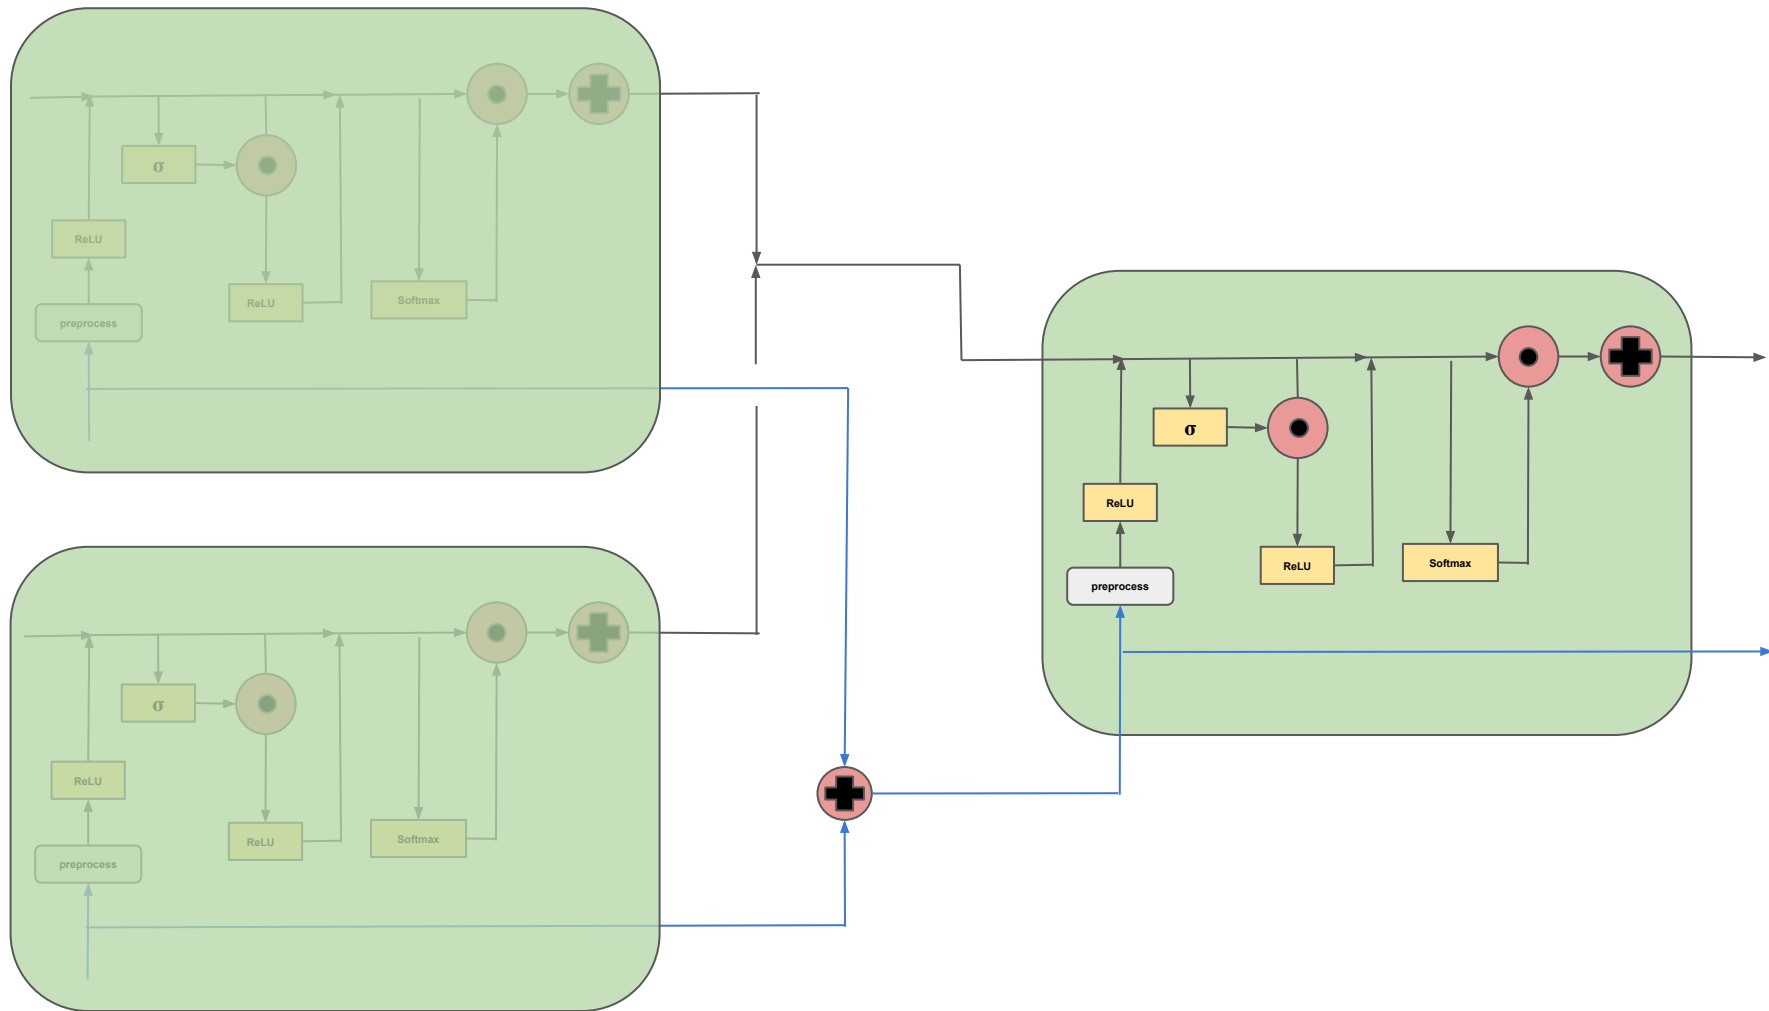 σ
ReLU
ReLU
Softmax
preprocess
σ
ReLU
preprocess
ReLU
Softmax
σ
ReLU
ReLU
Softmax
preprocess